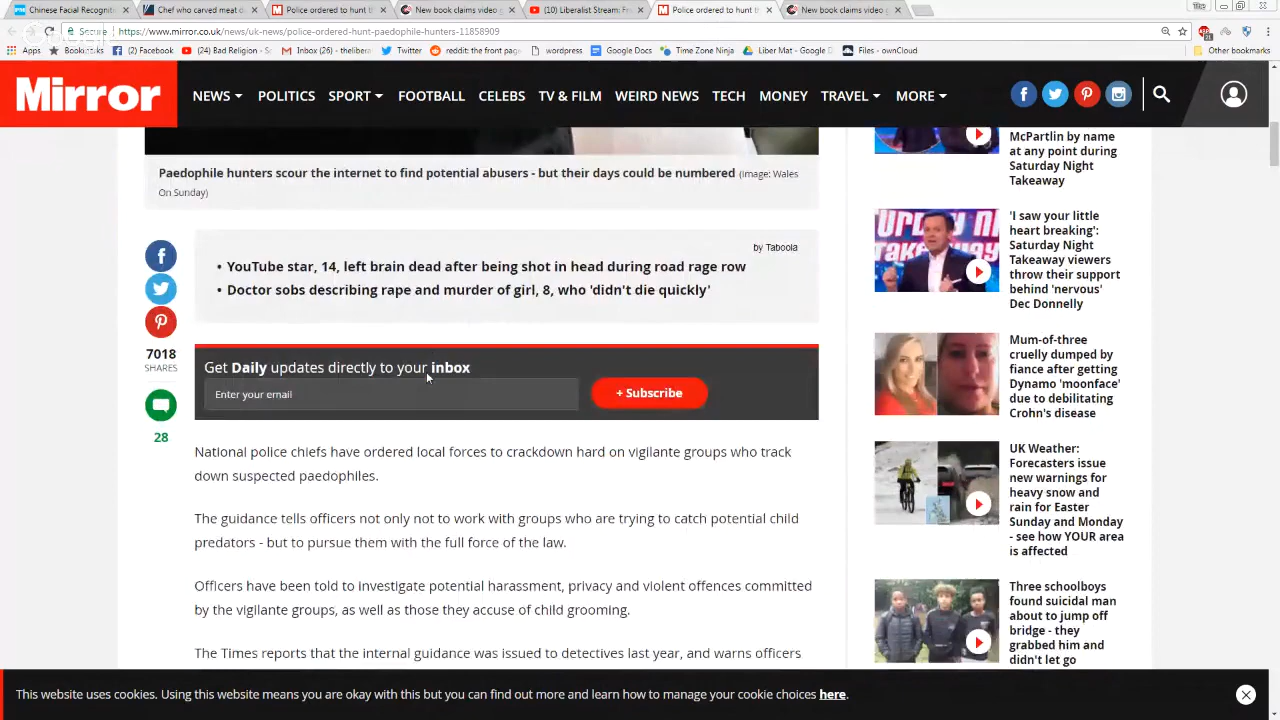 Chinese Facial Recogniti
Chef who carved meat d
Police ordered to hunt th
New book claims video g
(10) Liberalist Stream Fr
Police ordered to hunt th
New book claims video g
Secure
https://www.mirror.co.uk/news/uk-news/police-ordered-hunt-paedophile-hunters-11858909
Apps
Bookmarks
(2) Facebook
(24) Bad Religion - S
Inbox (26) - thelibera
Twitter
reddit: the front page
wordpress
Google Docs
Time Zone Ninja
Liber Mat - Google D
Files - ownCloud
Other bookmarks
Mirror
NEWS
POLITICS
SPORT
FOOTBALL
CELEBS
TV & FILM
WEIRD NEWS
TECH
MONEY
TRAVEL
MORE
Paedophile hunters scour the internet to find potential abusers - but their days could be numbered (image: Wales
On Sunday)
by Taboola
• YouTube star, 14, left brain dead after being shot in head during road rage row
• Doctor sobs describing rape and murder of girl, 8, who 'didn't die quickly'
7018
SHARES
28
Get Daily updates directly to your inbox
Enter your email
+ Subscribe
National police chiefs have ordered local forces to crackdown hard on vigilante groups who track
down suspected paedophiles.
The guidance tells officers not only not to work with groups who are trying to catch potential child
predators - but to pursue them with the full force of the law.
Officers have been told to investigate potential harassment, privacy and violent offences committed
by the vigilante groups, as well as those they accuse of child grooming.
The Times reports that the internal guidance was issued to detectives last year, and warns officers
McPartlin by name
at any point during
Saturday Night
Takeaway
'I saw your little
heart breaking':
Saturday Night
Takeaway viewers
throw their support
behind 'nervous'
Dec Donnelly
Mum-of-three
cruelly dumped by
fiance after getting
Dynamo 'moonface'
due to debilitating
Crohn's disease
UK Weather:
Forecasters issue
new warnings for
heavy snow and
rain for Easter
Sunday and Monday
- see how YOUR area
is affected
Three schoolboys
found suicidal man
about to jump off
bridge - they
grabbed him and
didn't let go
This website uses cookies. Using this website means you are okay with this but you can find out more and learn how to manage your cookie choices here.